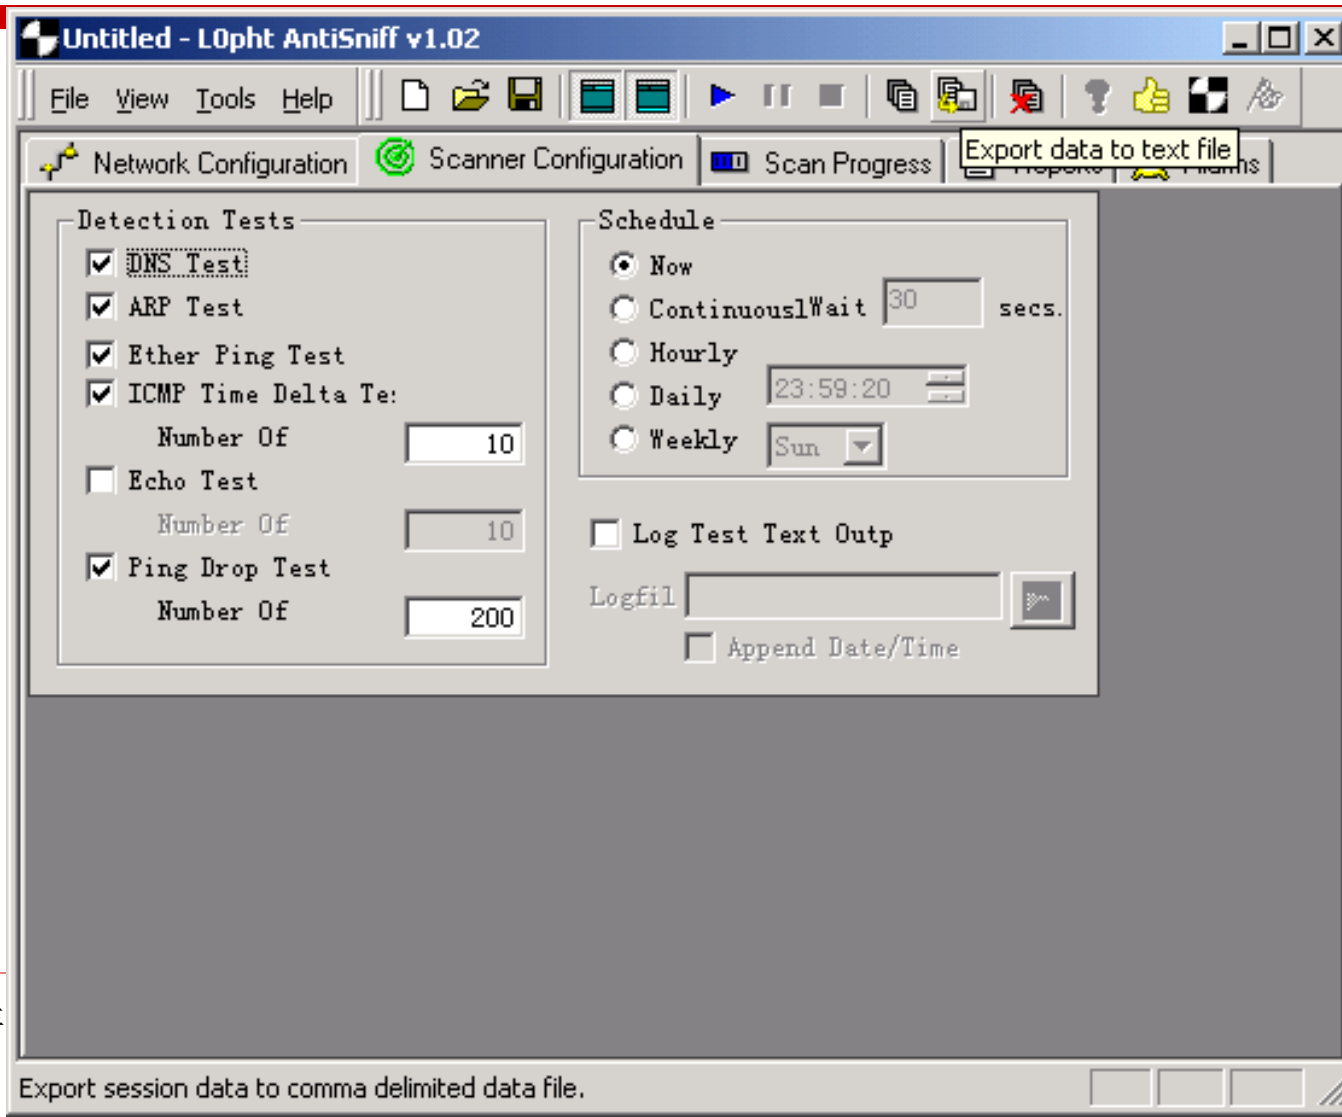 Untitled - L0pht AntiSniff v1.02
File View Tools Help
Export data to text file
Network Configuration Scanner Configuration Scan Progress
Detection Tests
DNS Test
ARP Test
Ether Ping Test
ICMP Time Delta Te
Number Of 10
Echo Test
Number Of 10
Ping Drop Test
Number Of 200
Schedule
Now
Continuousl Wait 30 secs.
Hourly
Daily 23:59:20
Weekly Sun
Log Test Text Outp
Logfil
Append Date/Time
Export session data to comma delimited data file.